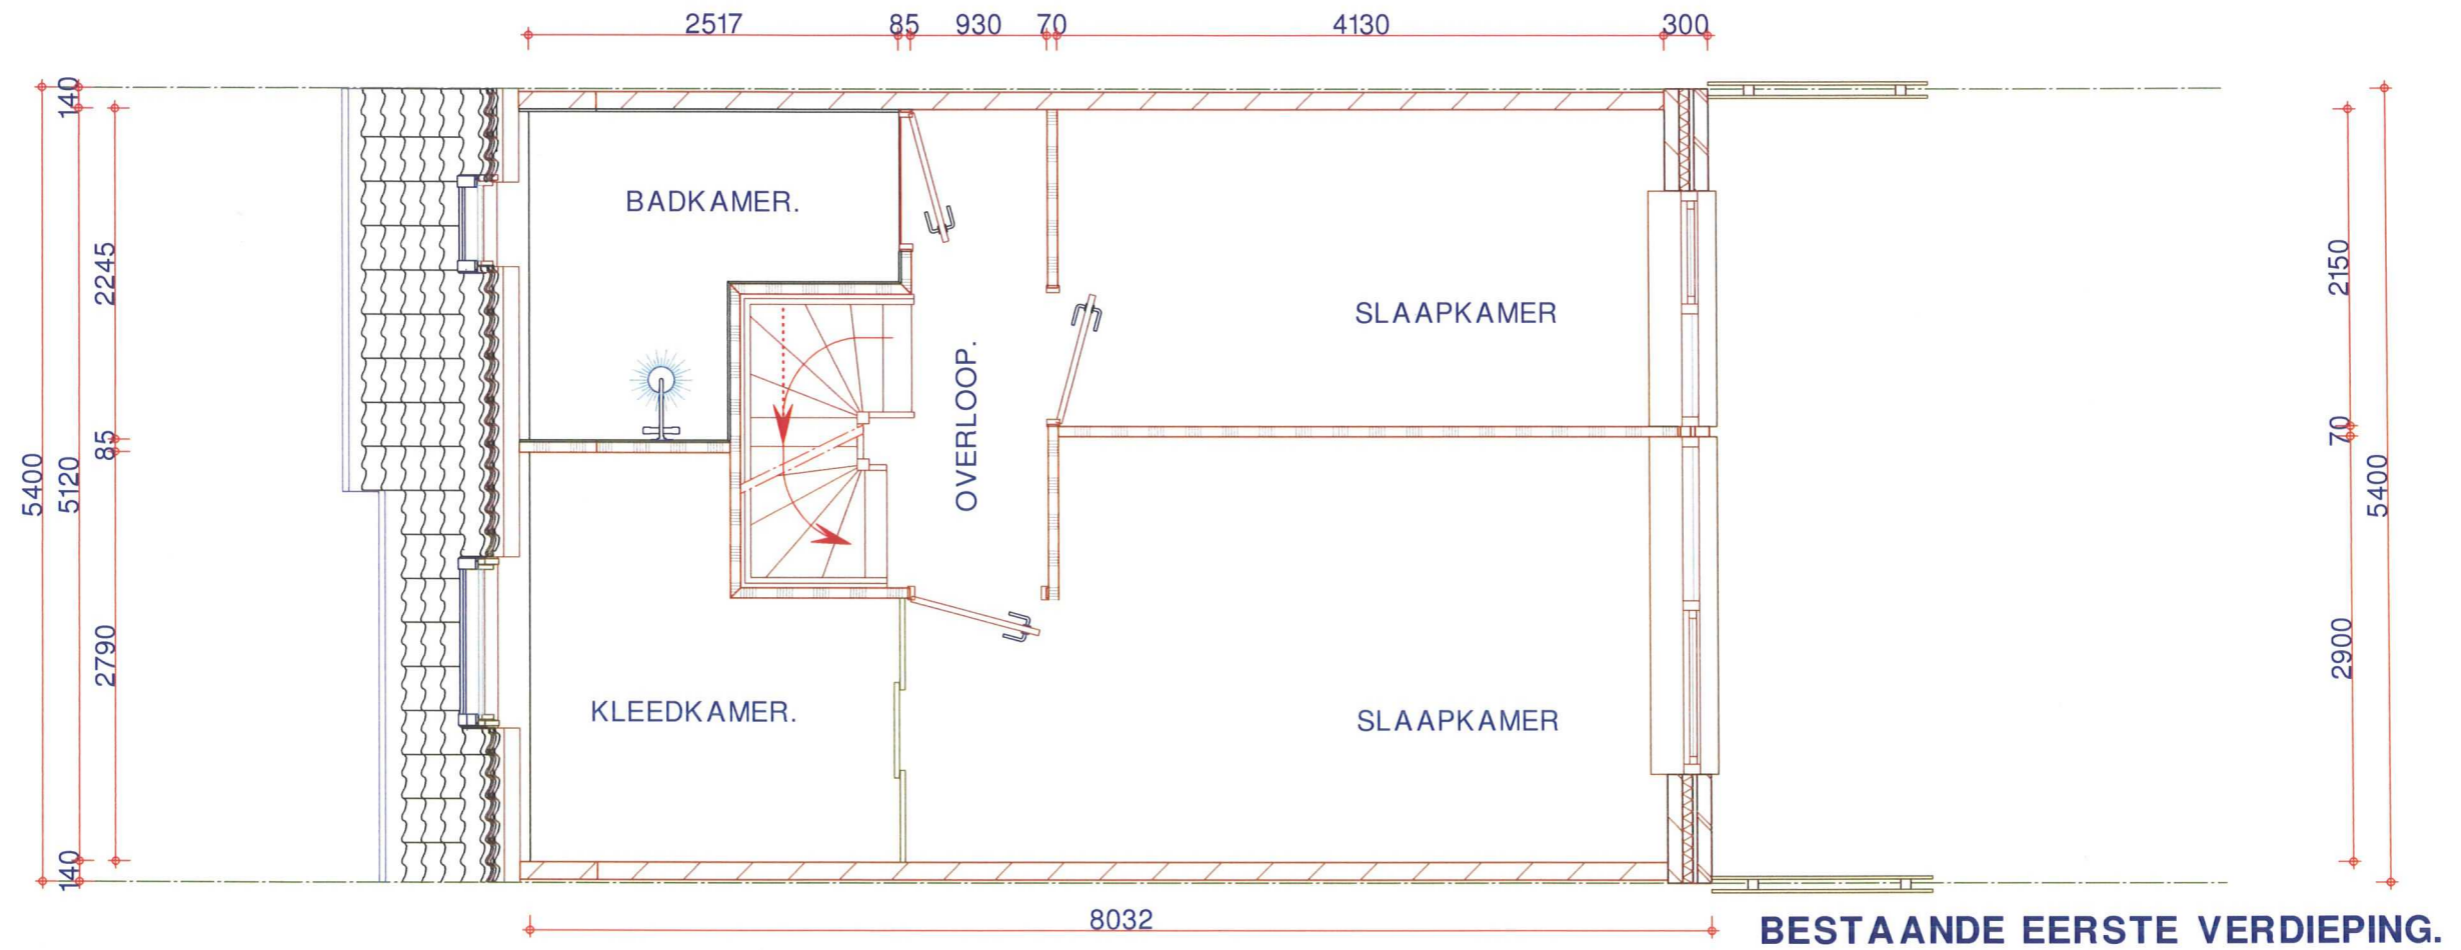 2517 85 930 70 4130 300
140
BADKAMER.
2245
2150
SLAAPKAMER
OVERLOOP.
85
70
5400
5120
5400
2790
2900
KLEEDKAMER.
SLAAPKAMER
140
8032
BESTAANDE EERSTE VERDIEPING.